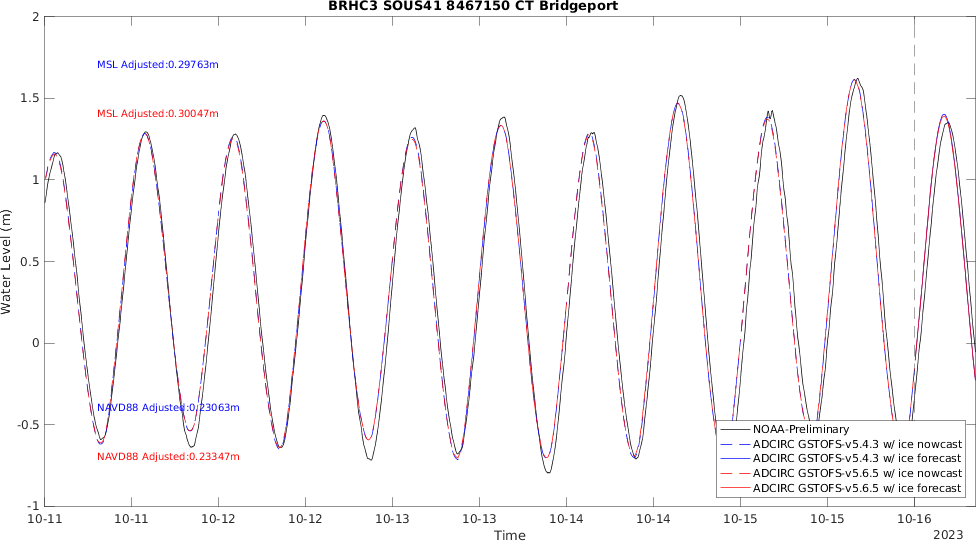 BRHC3 SOUS41 8467150 CT Bridgeport
2
1.5
1
0.5
0
-0.5
-1
Water Level (m)
MSL Adjusted:0.29763m
MSL Adjusted:0.30047m
NAVD88 Adjusted:0.23063m
NAVD88 Adjusted:0.23347m
NOAA-Preliminary
ADCIRC GSTOFS-v5.4.3 w/ ice nowcast
ADCIRC GSTOFS-v5.4.3 w/ ice forecast
ADCIRC GSTOFS-v5.6.5 w/ ice nowcast
ADCIRC GSTOFS-v5.6.5 w/ ice forecast
10-11 10-11 10-12 10-12 10-13 10-13 10-14 10-14 10-15 10-15 10-16
Time
2023